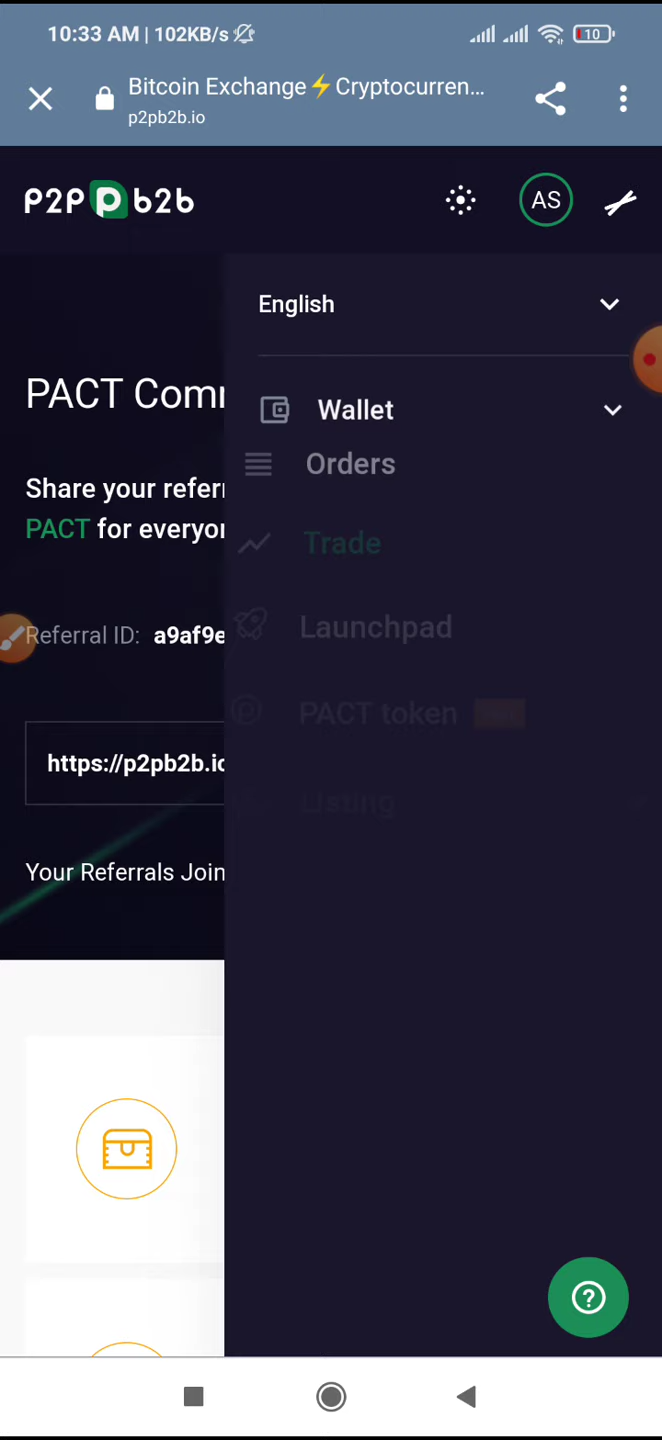 10:33 AM | 102KB/s
10
Bitcoin Exchange⚡Cryptocurren...
p2pb2b.io
P2P b2b
AS
English
PACT Com
Wallet
Orders
Share your refer
PACT for everyo
Trade
Launchpad
Referral ID: a9af9e
PACT token
https://p2pb2b.io
Listing
Your Referrals Join